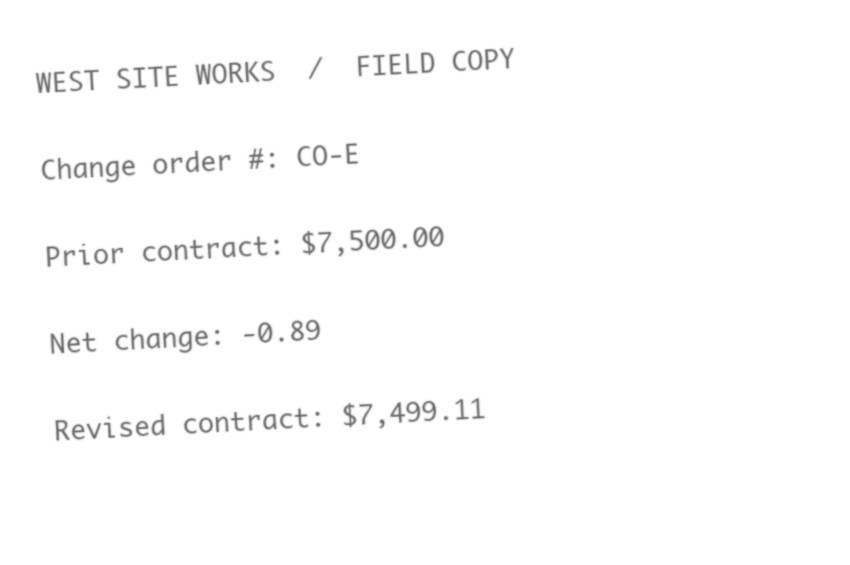 WEST SITE WORKS / FIELD COPY
Change order #: CO-E
Prior contract: $7,500.00
Net change: -0.89
Revised contract: $7,499.11